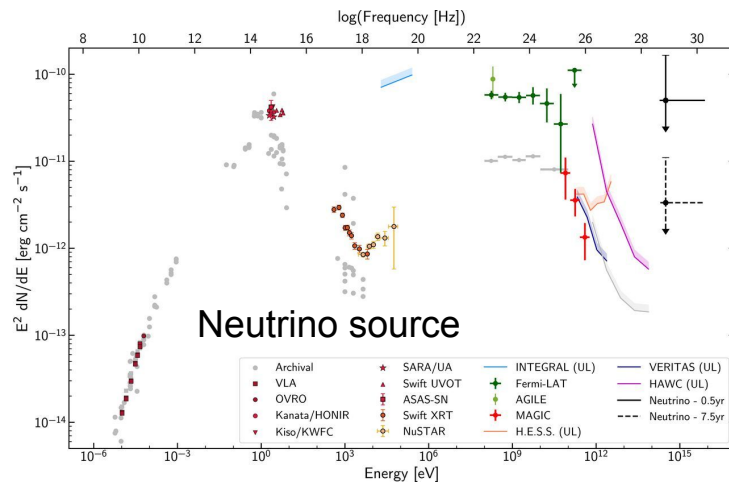 log(Frequency [Hz])
8 10 12 14 16 18 20 22 24 26 28 30
E² dN/dE [erg cm⁻² s⁻¹]
10⁻¹⁰
10⁻¹¹
10⁻¹²
10⁻¹³
10⁻¹⁴
Neutrino source
Archival
VLA
OVRO
Kanata/HONIR
Kiso/KWFC
SARA/UA
Swift UVOT
ASAS-SN
Swift XRT
NuSTAR
INTEGRAL (UL)
Fermi-LAT
AGILE
MAGIC
H.E.S.S. (UL)
VERITAS (UL)
HAWC (UL)
Neutrino - 0.5yr
Neutrino - 7.5yr
10⁻⁶ 10⁻³ 10⁰ 10³ 10⁶ 10⁹ 10¹² 10¹⁵
Energy [eV]